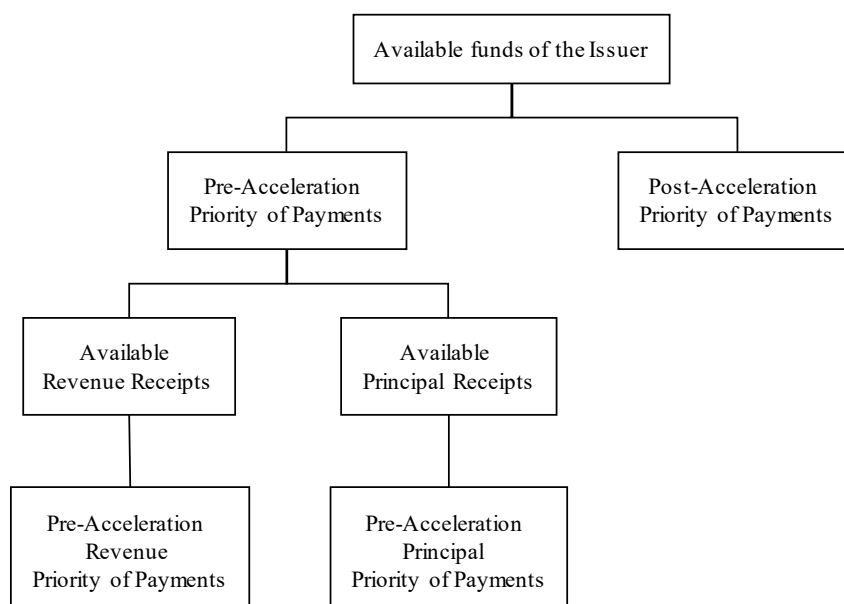 Available funds of the Issuer
Pre-Acceleration
Priority of Payments
Post-Acceleration
Priority of Payments
Available
Revenue Receipts
Available
Principal Receipts
Pre-Acceleration
Revenue
Priority of Payments
Pre-Acceleration
Principal
Priority of Payments